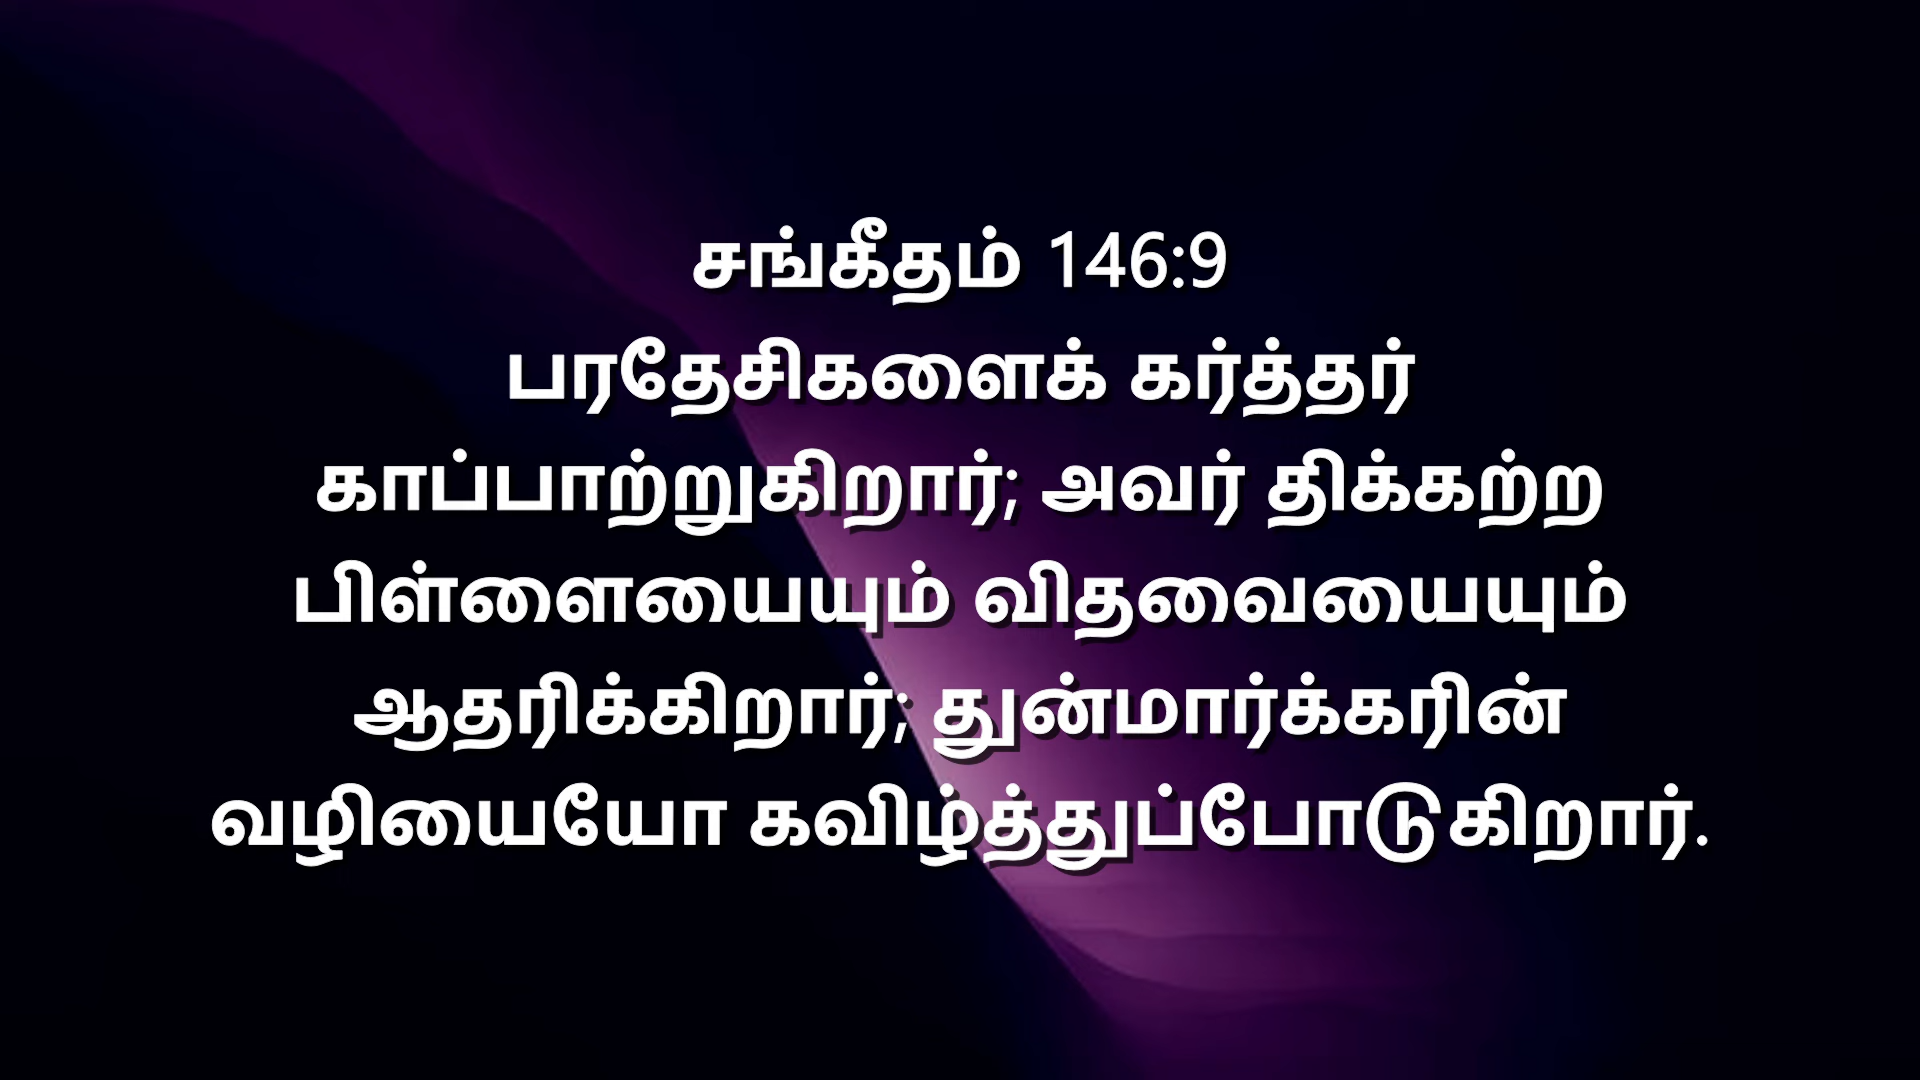 சங்கீதம் 146:9
பரதேசிகளைக் கர்த்தர்
காப்பாற்றுகிறார்; அவர் திக்கற்ற
பிள்ளையையும் விதவையையும்
ஆதரிக்கிறார்; துன்மார்க்கரின்
வழியையோ கவிழ்த்துப்போடுகிறார்.